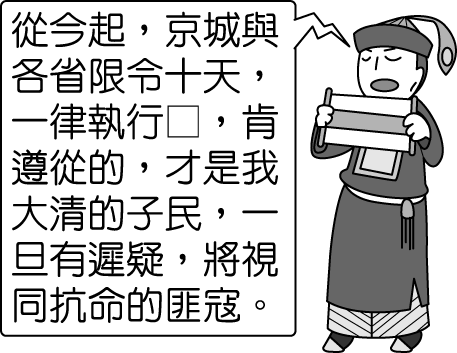 從今起，京城與
各省限令十天，
一律執行□，肯
遵從的，才是我
大清的子民，一
旦有遲疑，將視
同抗命的匪寇。